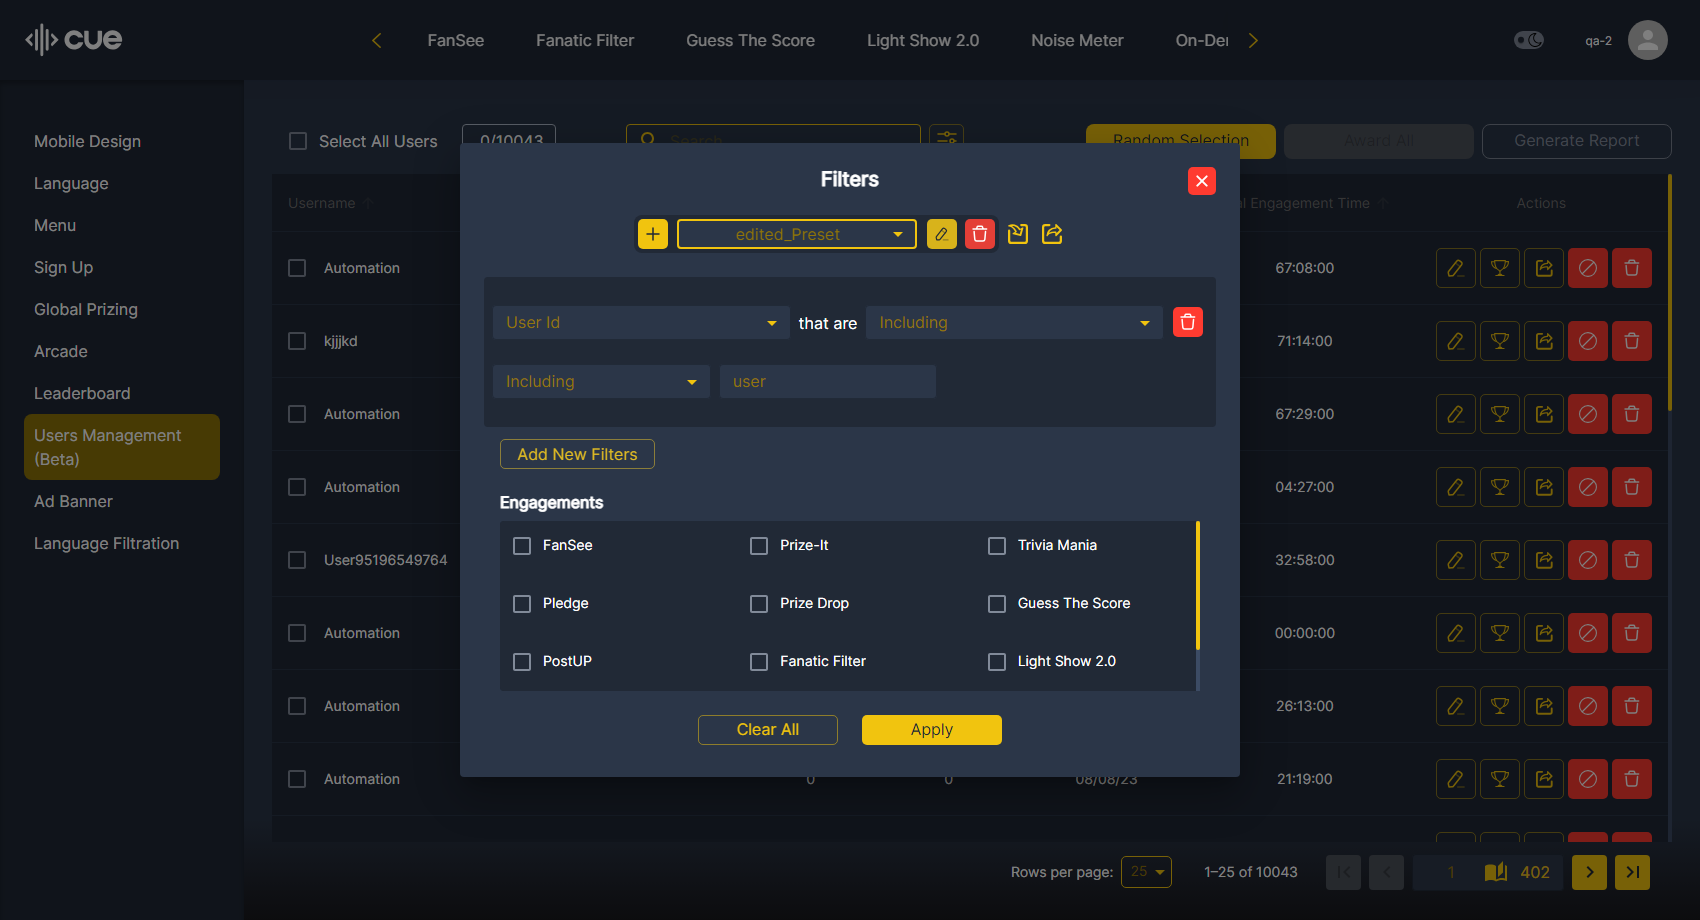 cue
FanSee
Fanatic Filter
Guess The Score
Light Show 2.0
Noise Meter
On-De
qa-2
Mobile Design
Language
Menu
Sign Up
Global Prizing
Arcade
Leaderboard
Users Management
(Beta)
Ad Banner
Language Filtration
Select All Users
0/10043
Search
Random Selection
Award All
Generate Report
Username
Engagement Time
Actions
Automation
67:08:00
kjjjkd
71:14:00
Automation
67:29:00
Automation
04:27:00
User95196549764
32:58:00
Automation
00:00:00
Automation
26:13:00
Automation
0
0
08/08/23
21:19:00
Filters
edited_Preset
User Id
that are
Including
Including
user
Add New Filters
Engagements
FanSee
Prize-It
Trivia Mania
Pledge
Prize Drop
Guess The Score
PostUP
Fanatic Filter
Light Show 2.0
Clear All
Apply
Rows per page:
25
1–25 of 10043
1
402